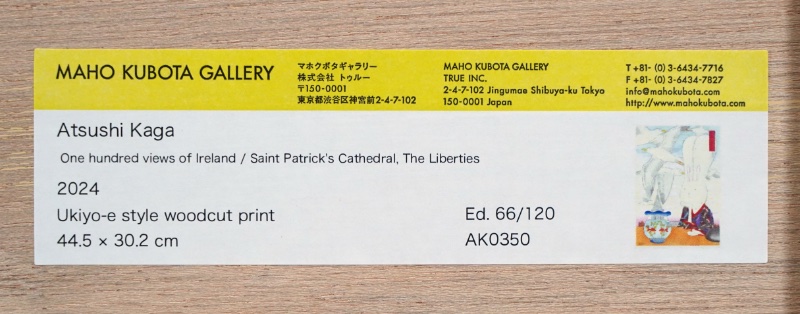 MAHO KUBOTA GALLERY
マホクボタギャラリー
株式会社 トゥルー
〒150-0001
東京都渋谷区神宮前2-4-7-102
MAHO KUBOTA GALLERY
TRUE INC.
2-4-7-102 Jingumae Shibuya-ku Tokyo
150-0001 Japan
T +81- (0) 3-6434-7716
F +81- (0) 3-6434-7827
info@mahokubota.com
http://www.mahokubota.com
Atsushi Kaga
One hundred views of Ireland / Saint Patrick's Cathedral, The Liberties
2024
Ukiyo-e style woodcut print
44.5 × 30.2 cm
Ed. 66/120
AK0350